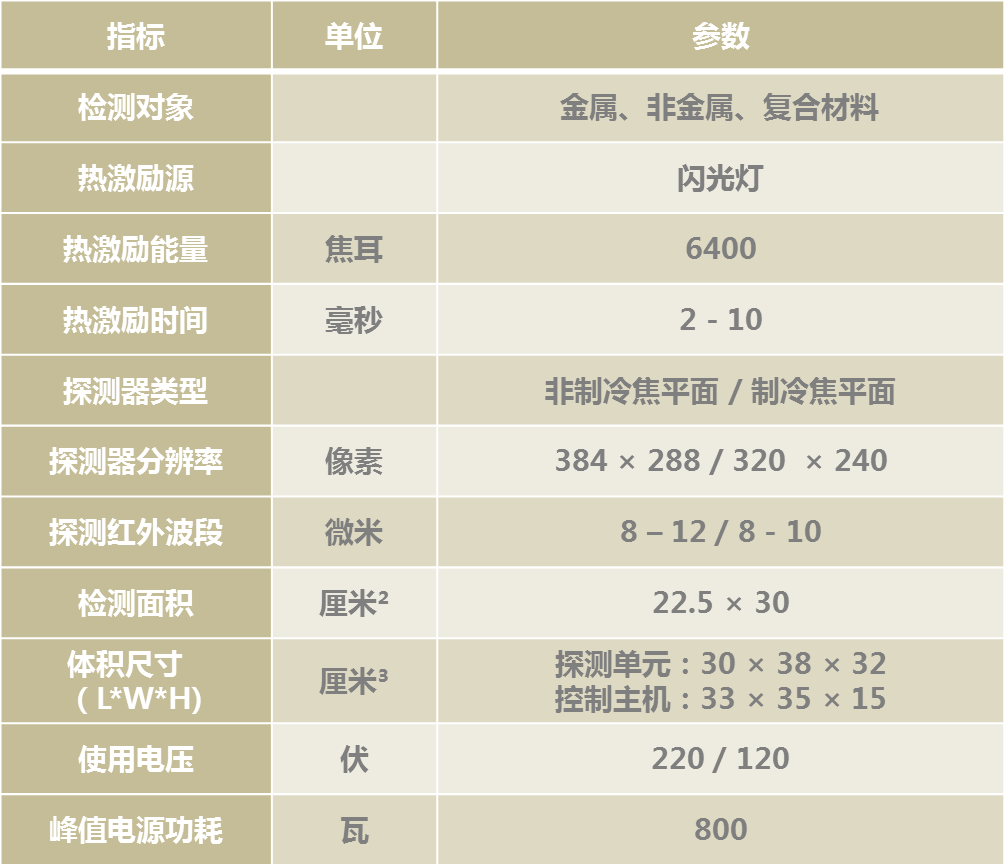 指标 单位 参数
检测对象 金属、非金属、复合材料
热激励源 闪光灯
热激励能量 焦耳 6400
热激励时间 毫秒 2 - 10
探测器类型 非制冷焦平面 / 制冷焦平面
探测器分辨率 像素 384 × 288 / 320 × 240
探测红外波段 微米 8 – 12 / 8 - 10
检测面积 厘米² 22.5 × 30
体积尺寸
（L*W*H)
厘米³
探测单元：30 × 38 × 32
控制主机：33 × 35 × 15
使用电压 伏 220 / 120
峰值电源功耗 瓦 800